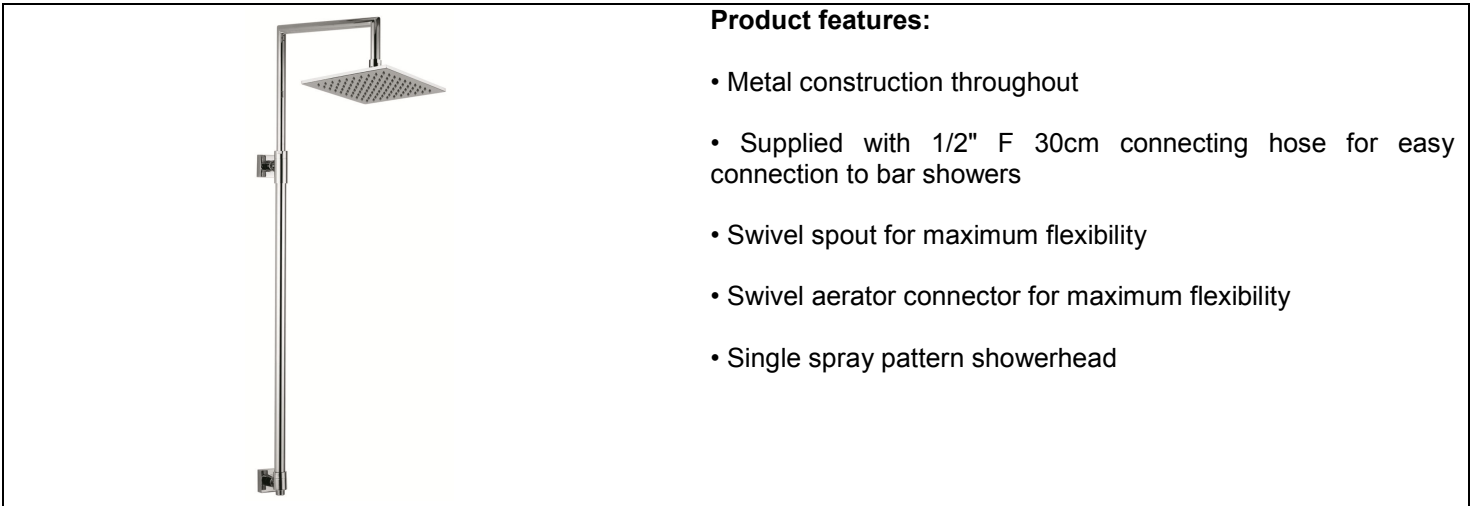 Product features:
• Metal construction throughout
• Supplied with 1/2" F 30cm connecting hose for easy
connection to bar showers
• Swivel spout for maximum flexibility
• Swivel aerator connector for maximum flexibility
• Single spray pattern showerhead